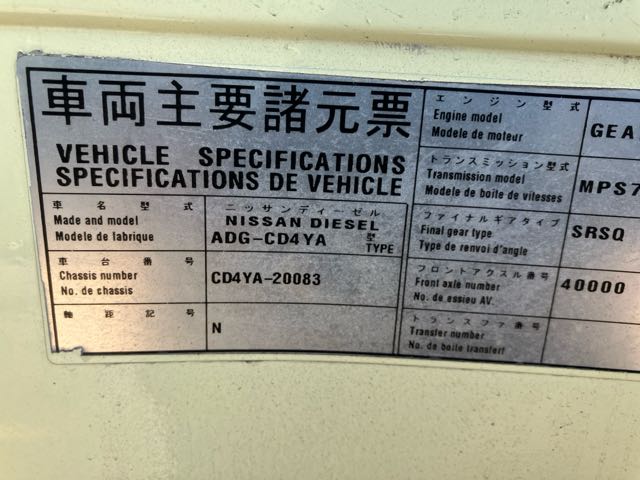 車両主要諸元票
VEHICLE SPECIFICATIONS
SPECIFICATIONS DE VEHICLE
車名型式
Made and model
Modele de labrique
ニッサンディーゼル
NISSAN DIESEL
ADG-CD4YA 型
TYPE
車台番号
Chassis number
No. de chassis
CD4YA-20083
軸距記号
N
エンジン型式
Engine model
Modele de moteur
GEA
トランスミッション型式
Transmission model
Modele de boite de vitesses
MPS7
ファイナルギアタイプ
Final gear type
Type de renvoi d'angle
SRSQ
フロントアクスル番号
Front axle number
No. de essieu AV.
40000
トランスファ番号
Transfer number
No de boite transfert